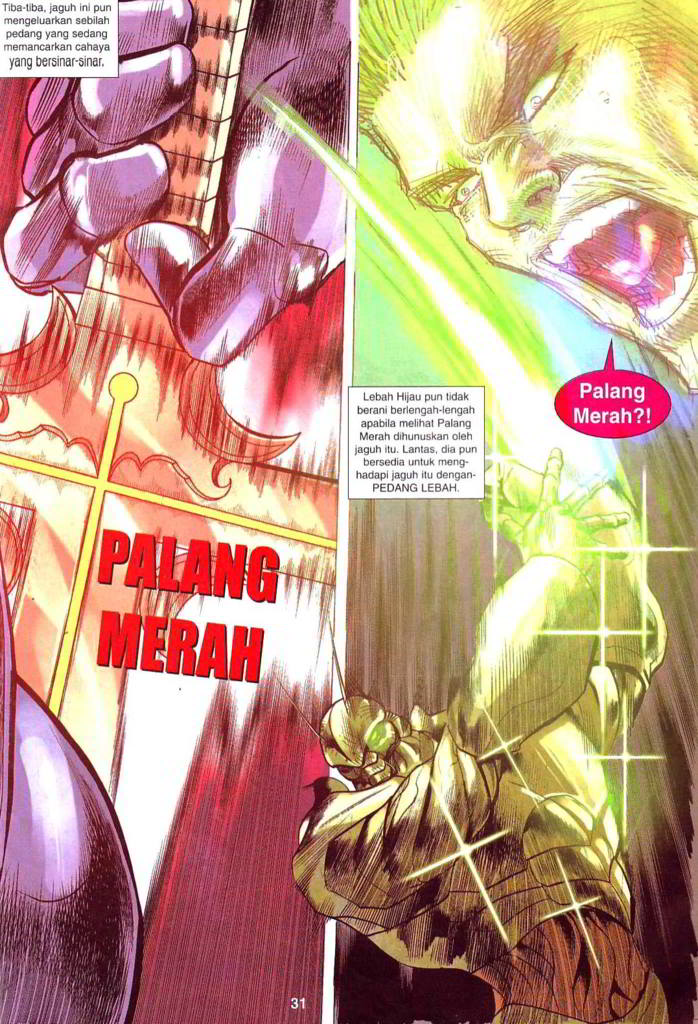 Tiba-tiba, jaguh ini pun
mengeluarkan sebilah
pedang yang sedang
memancarkan cahaya
yang bersinar-sinar.
PALANG
MERAH
Palang
Merah?!
Lebah Hijau pun tidak
berani berlengah-lengah
apabila melihat Palang
Merah dihunuskan oleh
jaguh itu. Lantas, dia pun
bersedia untuk meng-
hadapi jaguh itu dengan-
PEDANG LEBAH.
31